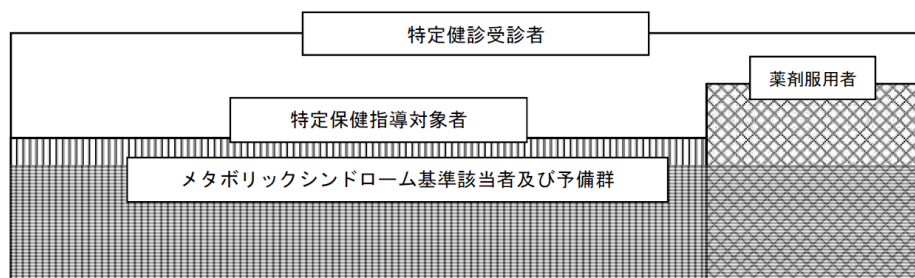 特定健診受診者
薬剤服用者
特定保健指導対象者
メタボリックシンドローム基準該当者及び予備群